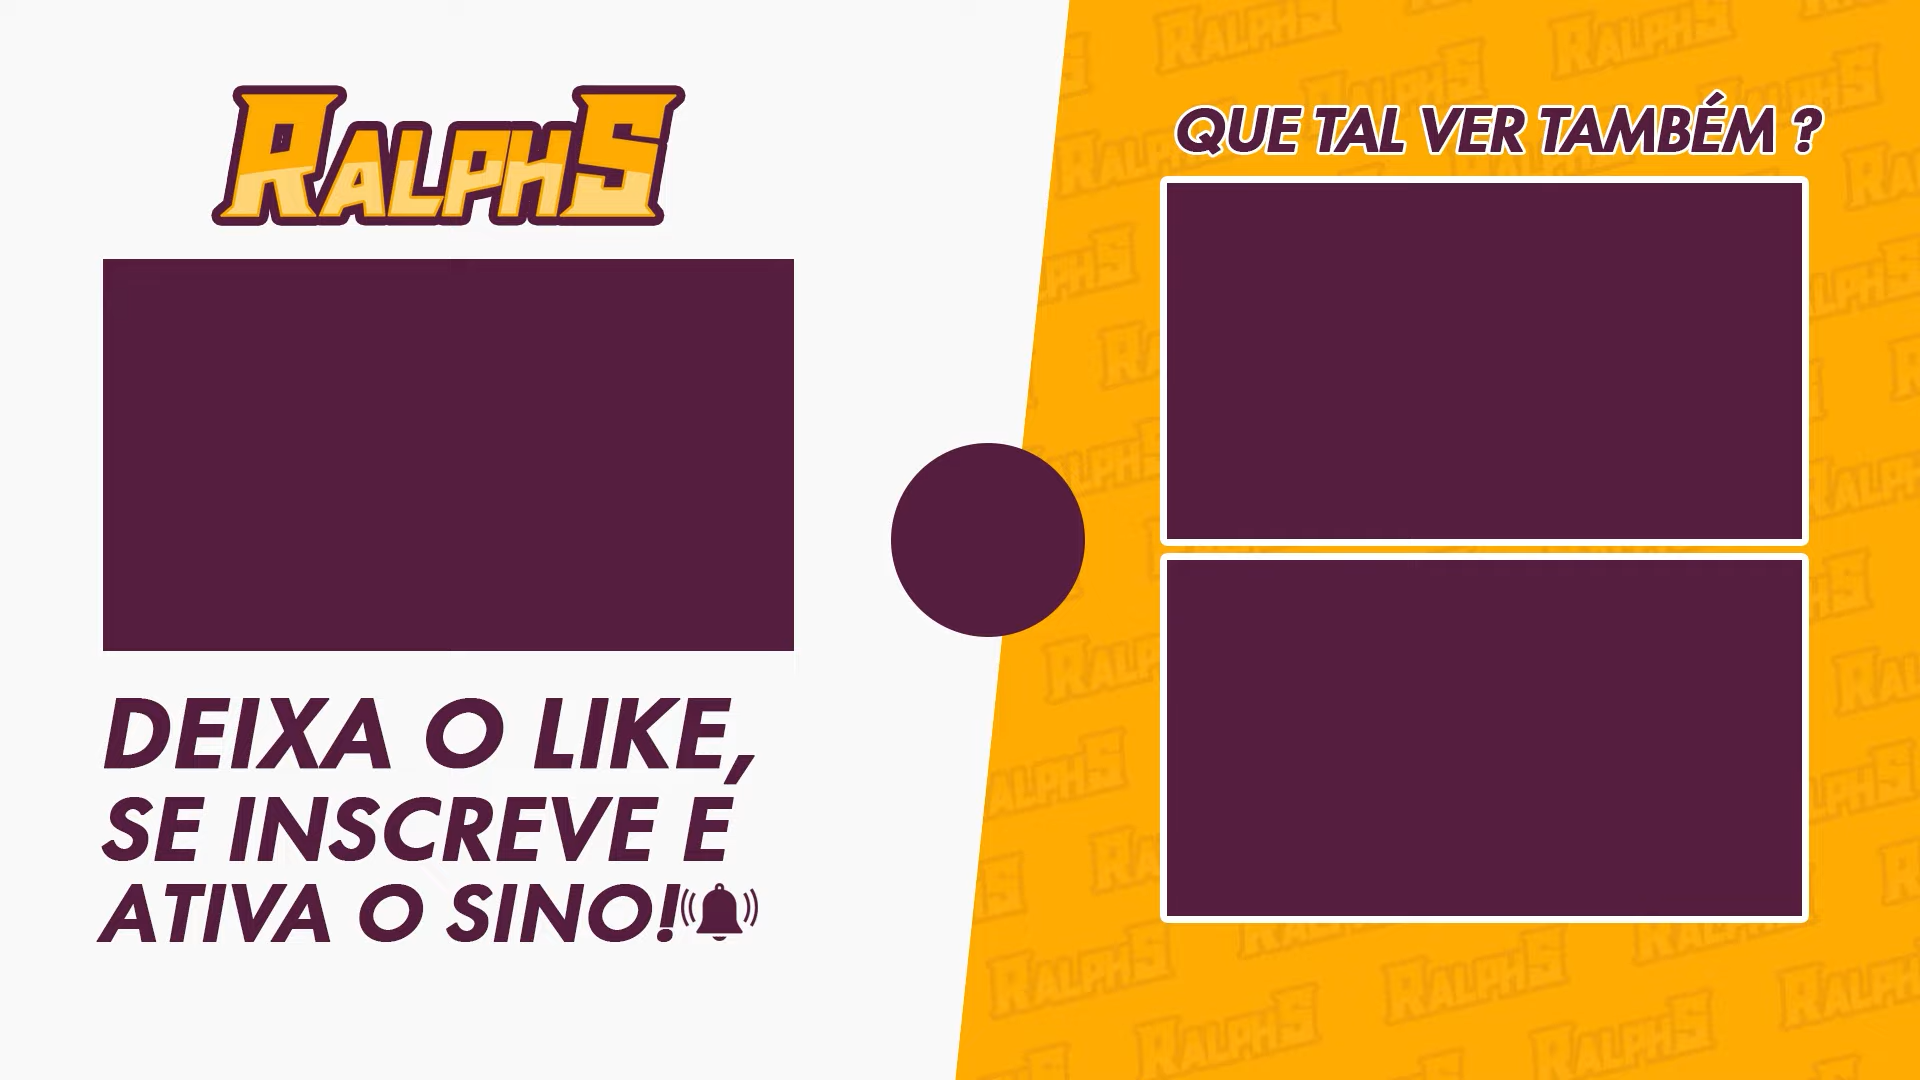 RALPHS
DEIXA O LIKE,
SE INSCREVE E
ATIVA O SINO!
QUE TAL VER TAMBÉM ?